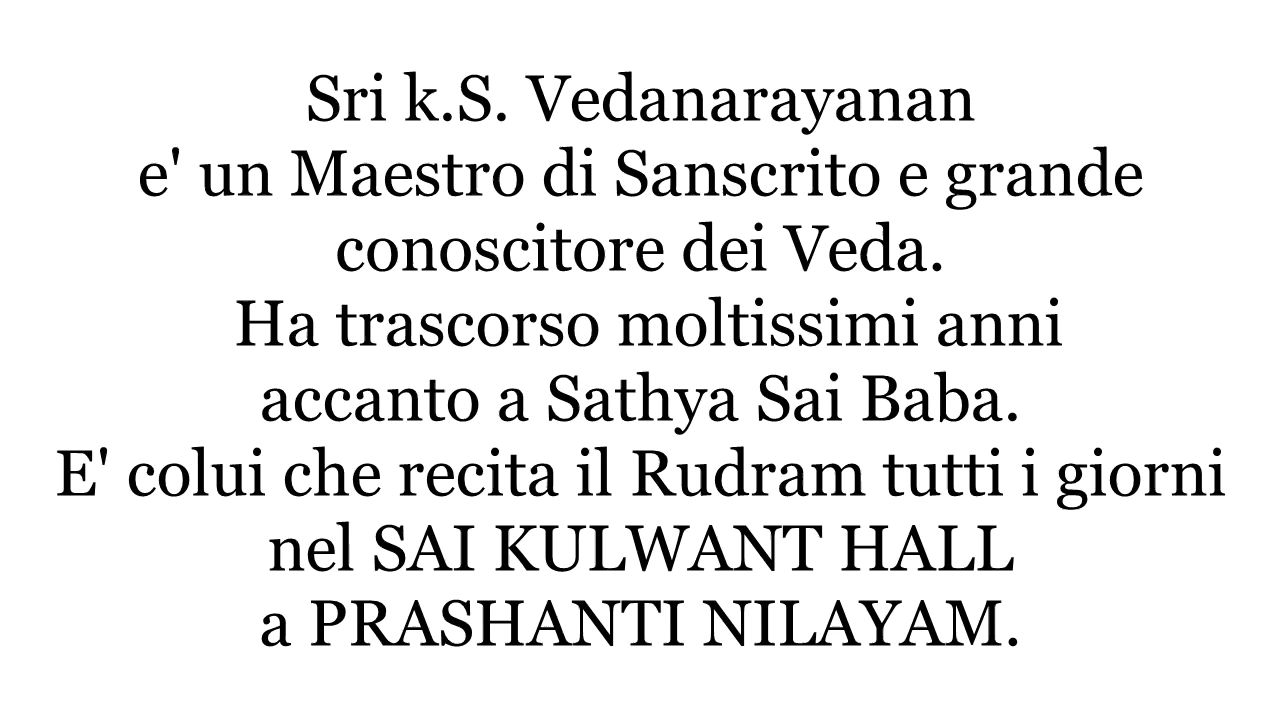 Sri k.S. Vedanarayanan
e' un Maestro di Sanscrito e grande
conoscitore dei Veda.
Ha trascorso moltissimi anni
accanto a Sathya Sai Baba.
E' colui che recita il Rudram tutti i giorni
nel SAI KULWANT HALL
a PRASHANTI NILAYAM.